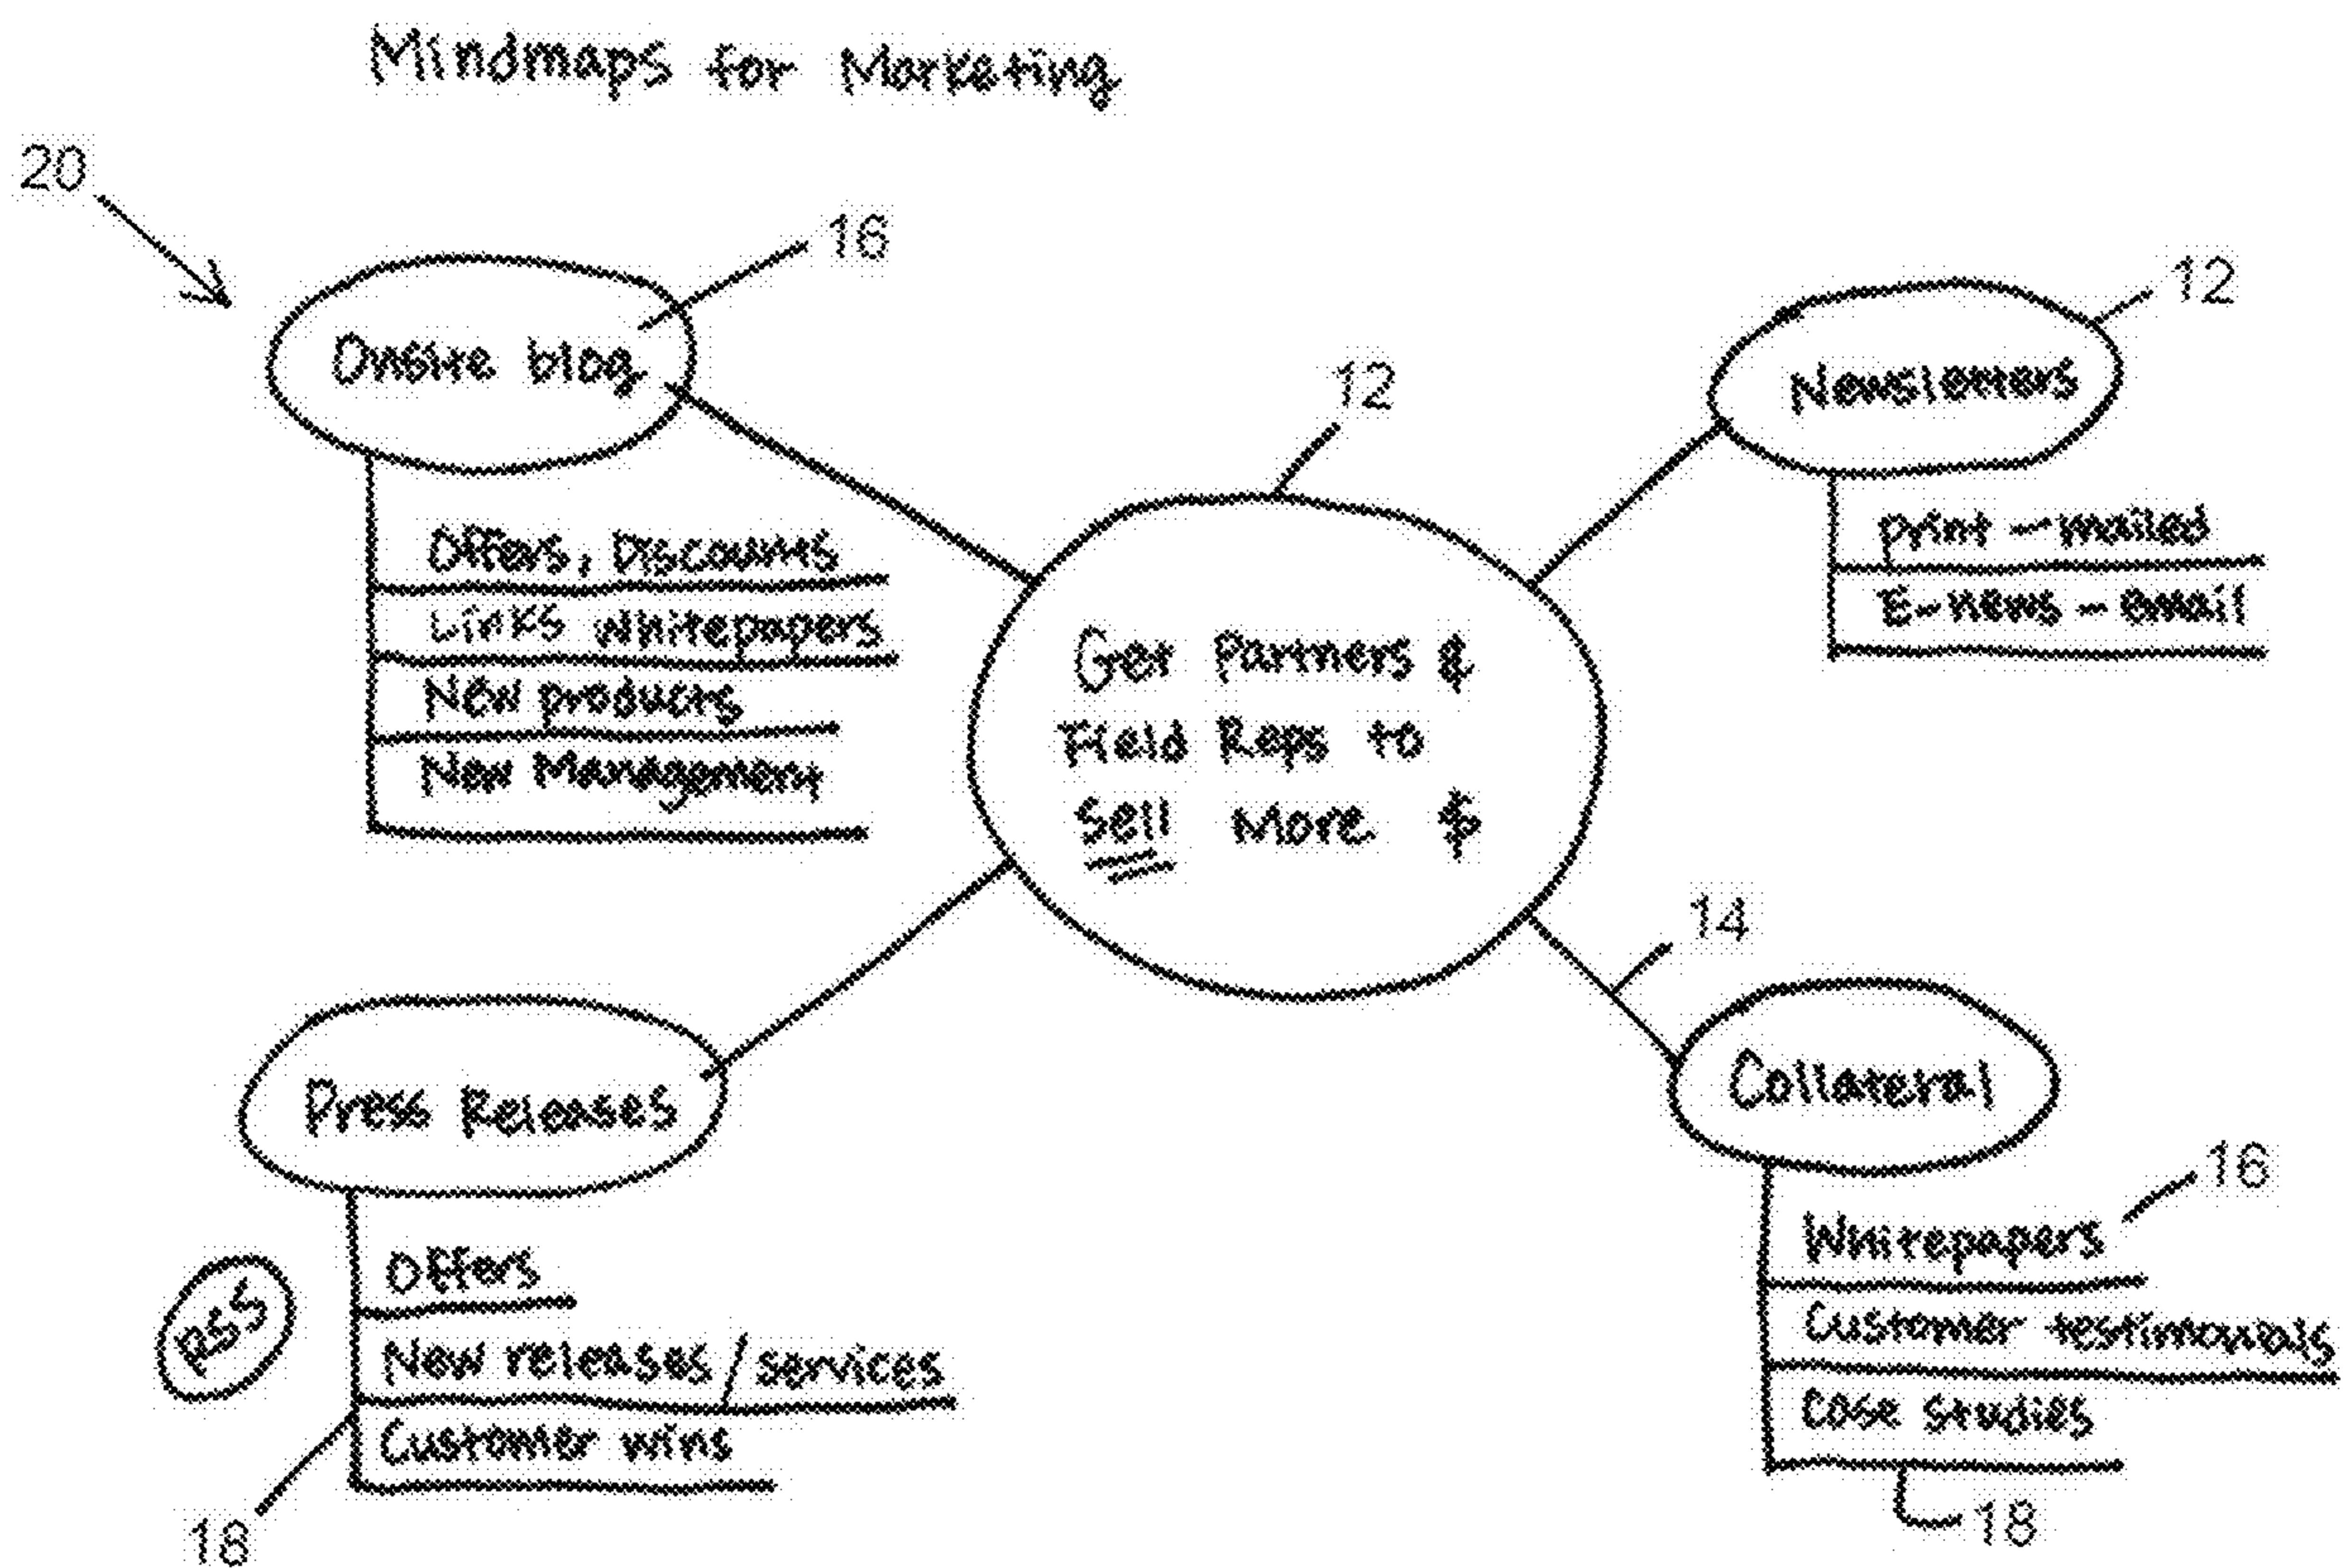 Mindmaps for Marketing
20
16
Onsite blog
Offers, Discounts
Links whitepapers
New products
New Management
12
Newsletters
print - mailed
E-news - email
12
Get Partners &
Field Reps to
Sell More $
14
Press Releases
RSS
Offers
New releases / services
Customer wins
18
Collateral
16
Whitepapers
Customer testimonials
Case studies
18